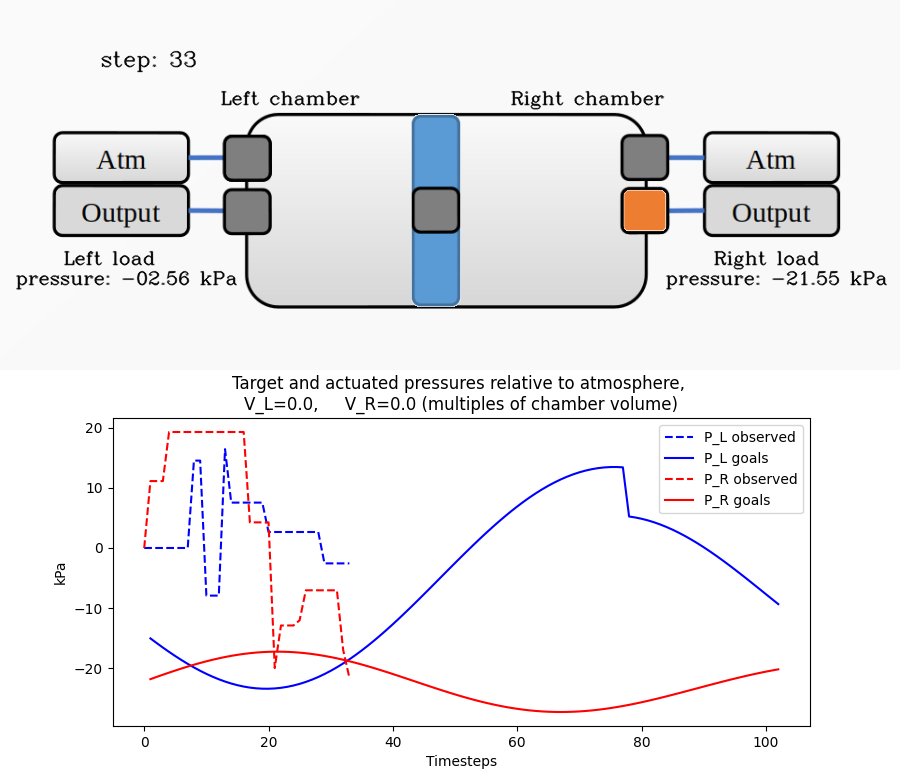 step: 33
Left chamber
Right chamber
Atm
Atm
Output
Output
Left load
pressure: -02.56 kPa
Right load
pressure: -21.55 kPa
Target and actuated pressures relative to atmosphere,
V_L=0.0,     V_R=0.0 (multiples of chamber volume)
20
10
0
−10
−20
kPa
P_L observed
P_L goals
P_R observed
P_R goals
0 20 40 60 80 100
Timesteps